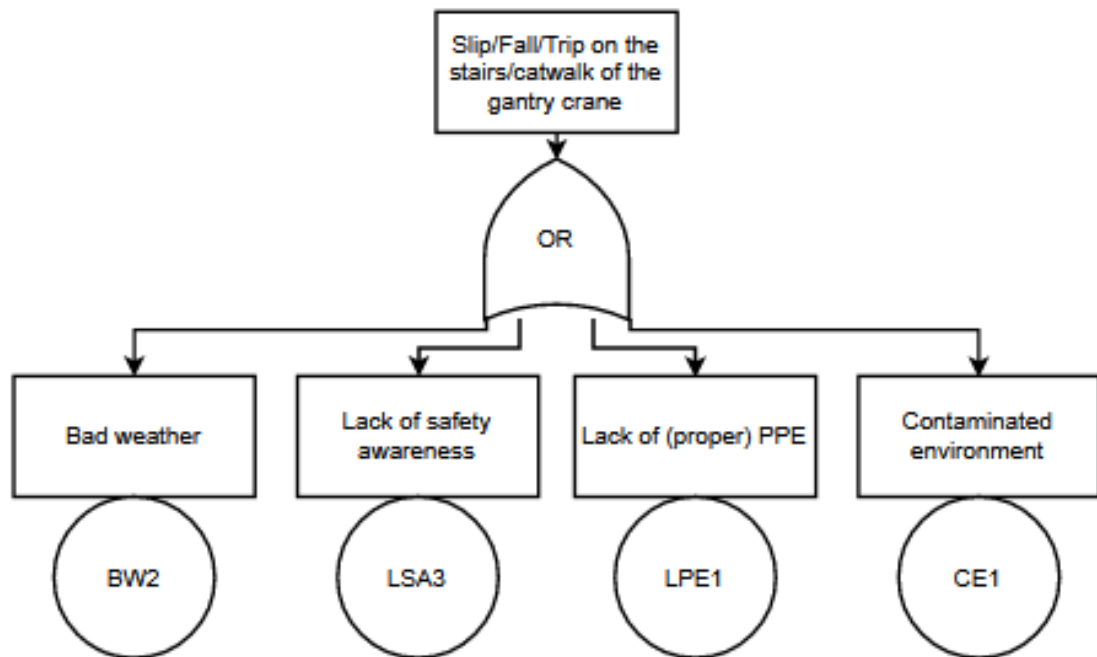 Slip/Fall/Trip on the
stairs/catwalk of the
gantry crane
OR
Bad weather
Lack of safety
awareness
Lack of (proper) PPE
Contaminated
environment
BW2
LSA3
LPE1
CE1